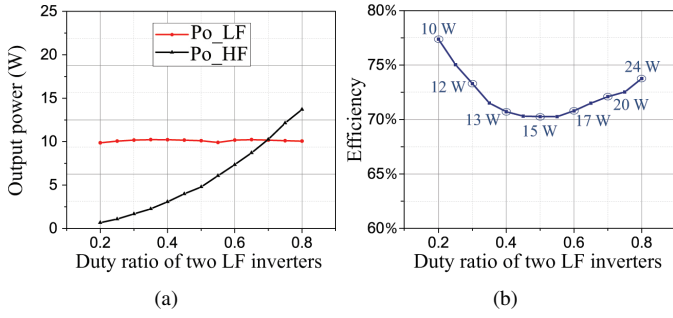 25
20
15
10
5
0
0.2
0.4
0.6
0.8
Output power (W)
Po_LF
Po_HF
Duty ratio of two LF inverters
(a)
80%
75%
70%
65%
60%
0.2
0.4
0.6
0.8
Efficiency
10 W
12 W
13 W
15 W
17 W
20 W
24 W
Duty ratio of two LF inverters
(b)